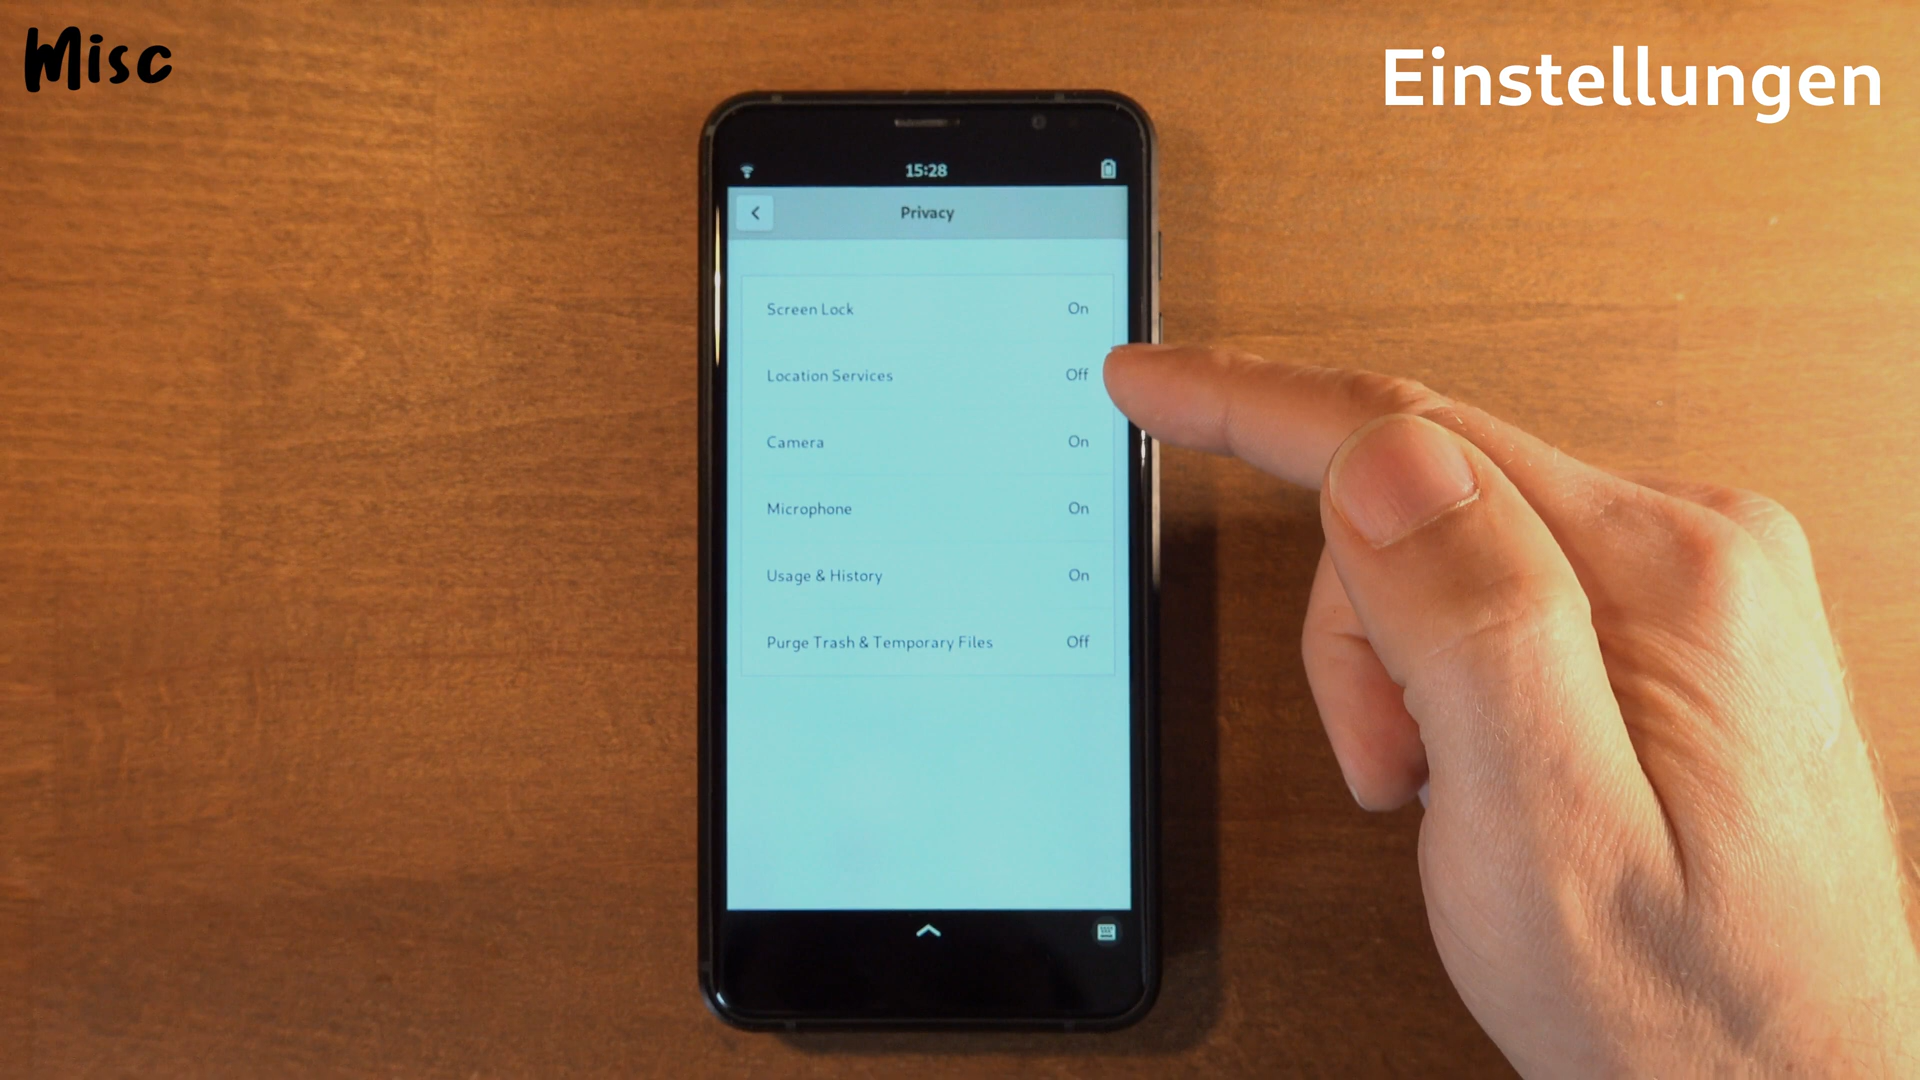 Misc
Einstellungen
15:28
Privacy
Screen Lock On
Location Services Off
Camera On
Microphone On
Usage & History On
Purge Trash & Temporary Files Off